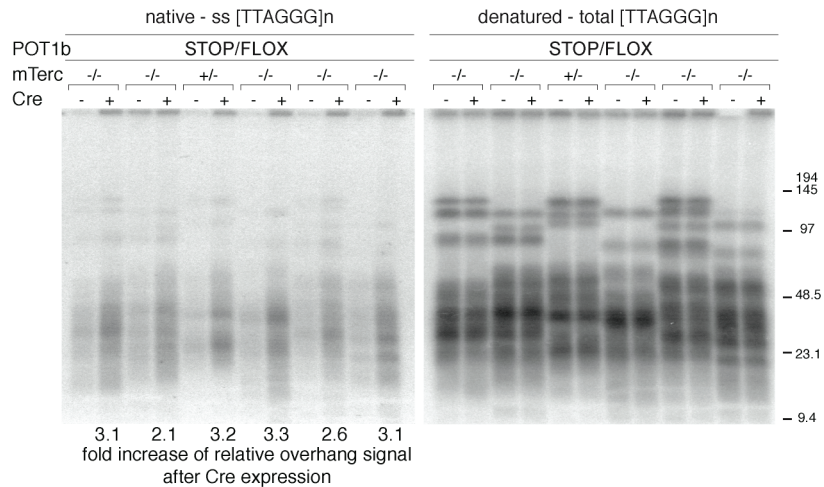 native - ss [TTAGGG]n denatured - total [TTAGGG]n
POT1b STOP/FLOX STOP/FLOX
mTerc -/- -/- +/- -/- -/- -/- -/- -/- +/- -/- -/- -/-
Cre - + - + - + - + - + - + - + - + - + - + - + - +
194
145
97
48.5
23.1
9.4
3.1 2.1 3.2 3.3 2.6 3.1
fold increase of relative overhang signal
after Cre expression